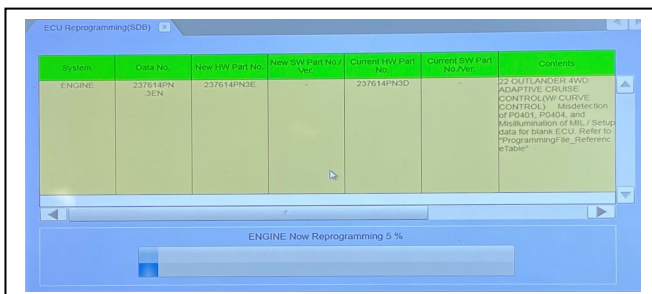 ECU Reprogramming(SDB)
System
Data No.
New HW Part No.
New SW Part No./
Ver.
Current HW Part
No.
Current SW Part
No./Ver.
Contents
ENGINE
237614PN
3EN
237614PN3E
-
237614PN3D
-
22 OUTLANDER 4WD
ADAPTIVE CRUISE
CONTROL(W/ CURVE
CONTROL) Misdetection
of P0401, P0404, and
Misillumination of MIL / Setup
data for blank ECU. Refer to
"ProgrammingFile_Referenc
eTable"
ENGINE Now Reprogramming 5 %